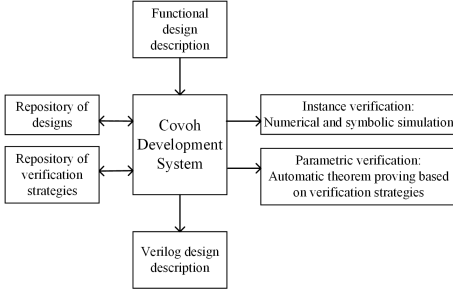 Functional
design
description
Repository of
designs
Covoh
Development
System
Instance verification:
Numerical and symbolic simulation
Repository of
verification
strategies
Parametric verification:
Automatic theorem proving based
on verification strategies
Verilog design
description